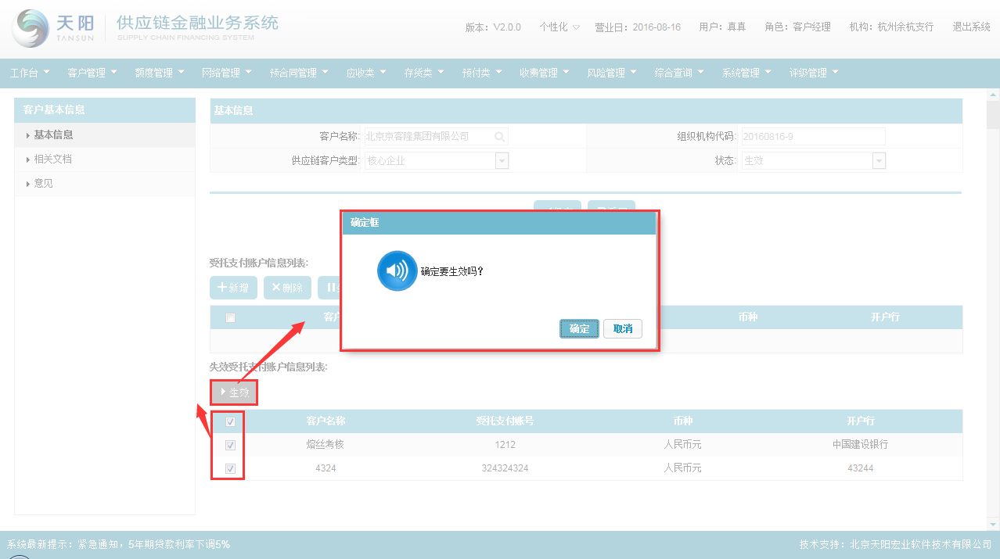 天阳
TANSUN
供应链金融业务系统
SUPPLY CHAIN FINANCING SYSTEM
版本：V2.0.0 个性化 营业日：2016-08-16 用户：真真 角色：客户经理 机构：杭州余杭支行 退出系统
工作台 客户管理 额度管理 网络管理 预合同管理 应收类 存货类 预付类 收费管理 风险管理 综合查询 系统管理 评级管理
客户基本信息
基本信息
相关文档
意见
基本信息
客户名称: 北京京客隆集团有限公司 组织机构代码: 20160816-9
供应链客户类型: 核心企业 状态: 生效
确定框
确定要生效吗？
确定 取消
受托支付账户信息列表:
新增 删除
客户 币种 开户行
失效受托支付账户信息列表:
生效
客户名称 受托支付账号 币种 开户行
熔丝考核 1212 人民币元 中国建设银行
4324 324324324 人民币元 43244
系统最新提示：紧急通知，5年期贷款利率下调5% 技术支持：北京天阳宏业软件技术有限公司